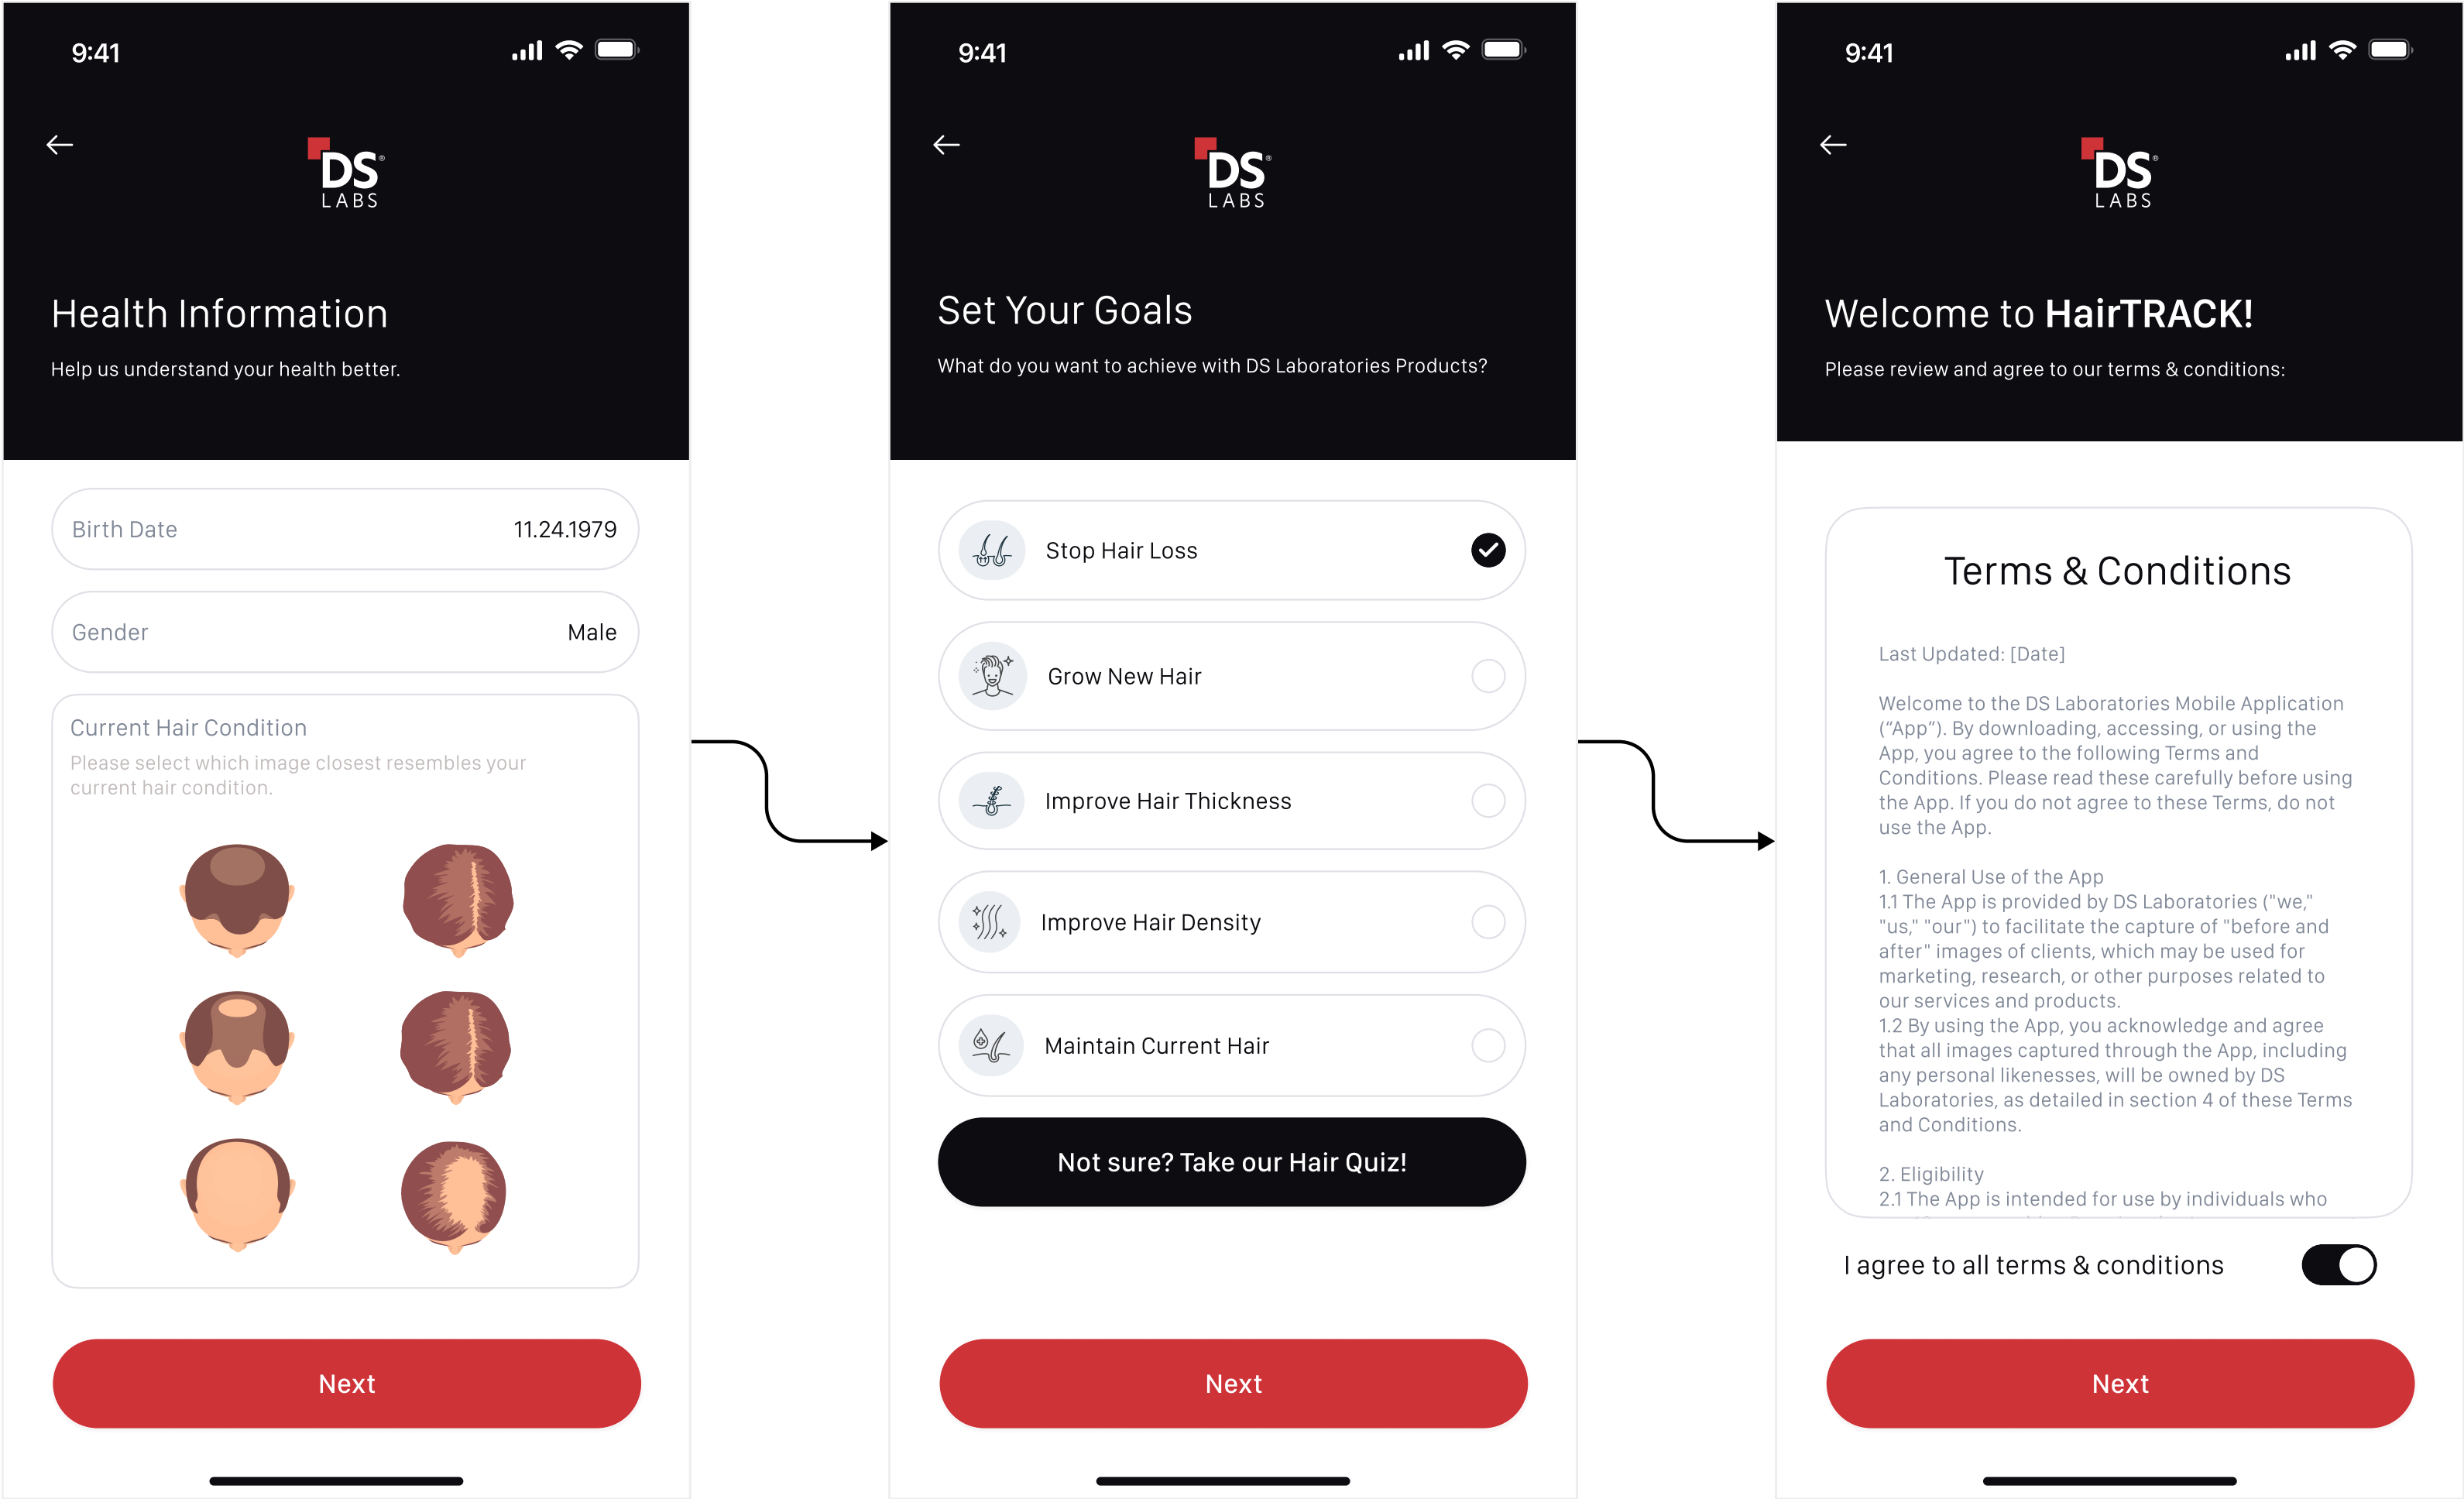 9:41
DS®
LABS
Health Information
Help us understand your health better.
Birth Date 11.24.1979
Gender Male
Current Hair Condition
Please select which image closest resembles your
current hair condition.
Next
9:41
DS®
LABS
Set Your Goals
What do you want to achieve with DS Laboratories Products?
Stop Hair Loss
Grow New Hair
Improve Hair Thickness
Improve Hair Density
Maintain Current Hair
Not sure? Take our Hair Quiz!
Next
9:41
DS®
LABS
Welcome to HairTRACK!
Please review and agree to our terms & conditions:
Terms & Conditions
Last Updated: [Date]
Welcome to the DS Laboratories Mobile Application
(“App”). By downloading, accessing, or using the
App, you agree to the following Terms and
Conditions. Please read these carefully before using
the App. If you do not agree to these Terms, do not
use the App.
1. General Use of the App
1.1 The App is provided by DS Laboratories ("we,"
"us," "our") to facilitate the capture of "before and
after" images of clients, which may be used for
marketing, research, or other purposes related to
our services and products.
1.2 By using the App, you acknowledge and agree
that all images captured through the App, including
any personal likenesses, will be owned by DS
Laboratories, as detailed in section 4 of these Terms
and Conditions.
2. Eligibility
2.1 The App is intended for use by individuals who
I agree to all terms & conditions
Next